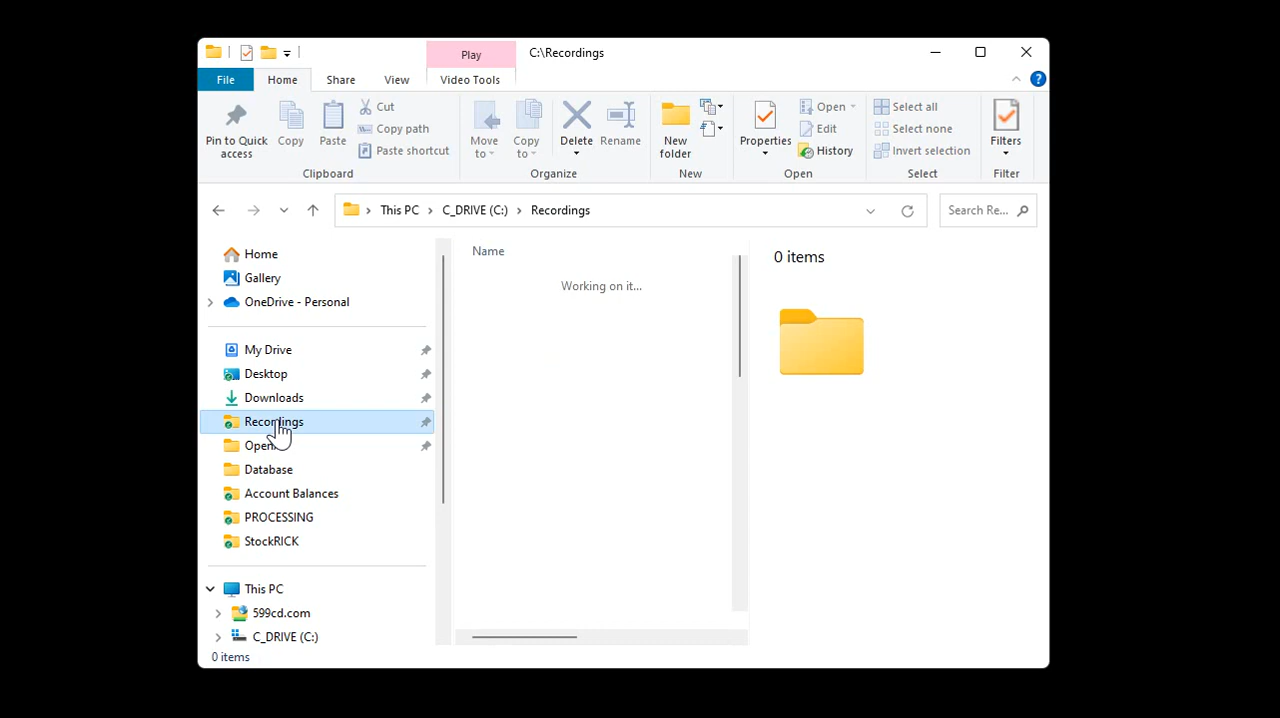 Play
C:\Recordings
File
Home
Share
View
Video Tools
?
Pin to Quick
access
Copy
Paste
Cut
Copy path
Paste shortcut
Clipboard
Move
to
Copy
to
Delete
Rename
Organize
New
folder
New
Properties
Open
Edit
History
Open
Select all
Select none
Invert selection
Select
Filters
Filter
This PC > C_DRIVE (C:) > Recordings
Search Re...
Home
Gallery
OneDrive - Personal
My Drive
Desktop
Downloads
Recordings
Database
Account Balances
PROCESSING
StockRICK
This PC
599cd.com
C_DRIVE (C:)
0 items
Name
Working on it...
0 items